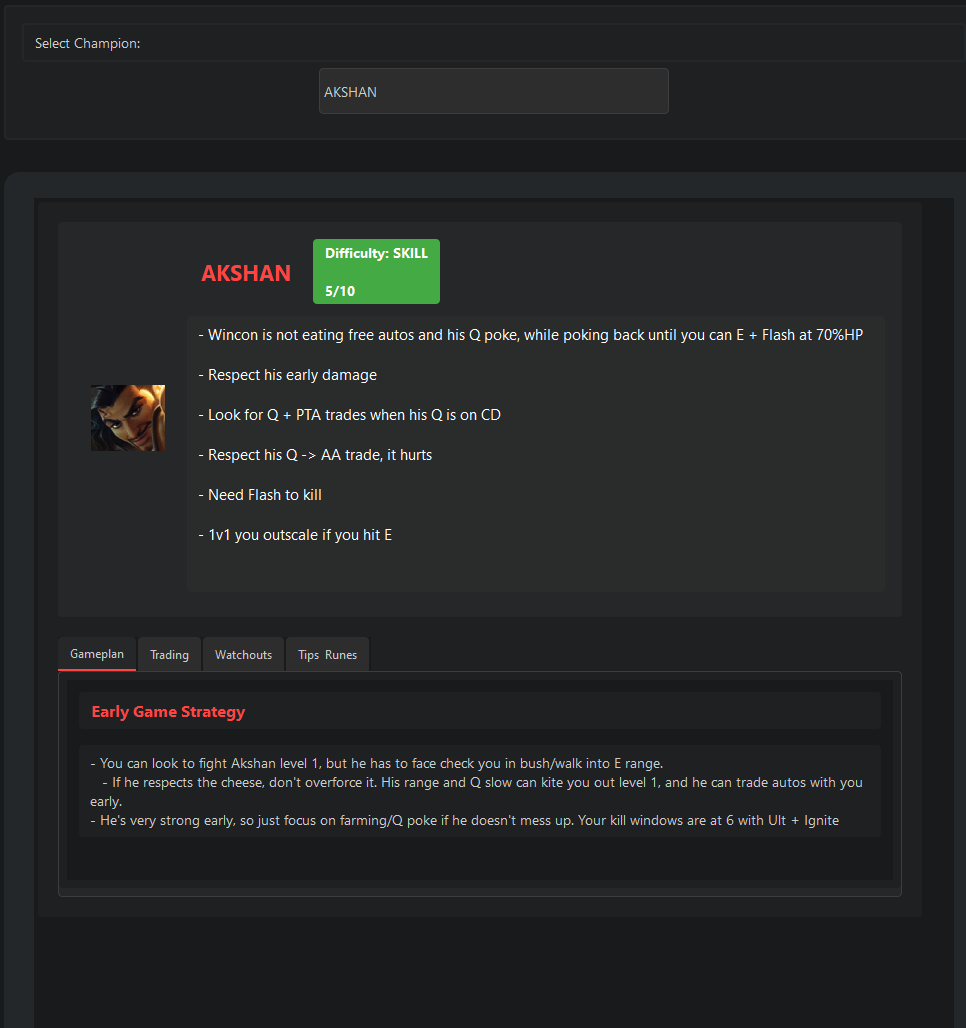 Select Champion:
AKSHAN
AKSHAN
Difficulty: SKILL
5/10
- Wincon is not eating free autos and his Q poke, while poking back until you can E + Flash at 70%HP
- Respect his early damage
- Look for Q + PTA trades when his Q is on CD
- Respect his Q -> AA trade, it hurts
- Need Flash to kill
- 1v1 you outscale if you hit E
Gameplan Trading Watchouts Tips Runes
Early Game Strategy
- You can look to fight Akshan level 1, but he has to face check you in bush/walk into E range.
- If he respects the cheese, don't overforce it. His range and Q slow can kite you out level 1, and he can trade autos with you
early.
- He's very strong early, so just focus on farming/Q poke if he doesn't mess up. Your kill windows are at 6 with Ult + Ignite